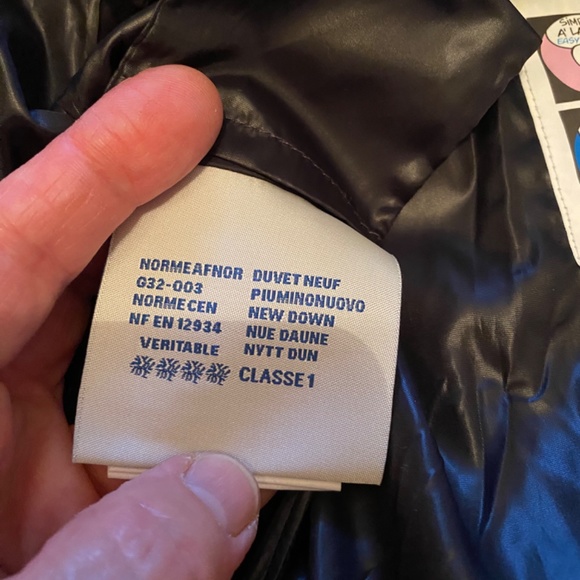 NORME AFNOR
G32-003
NORME CEN
NF EN 12934
VERITABLE
DUVET NEUF
PIUMINONUOVO
NEW DOWN
NUE DAUNE
NYTT DUN
CLASSE 1